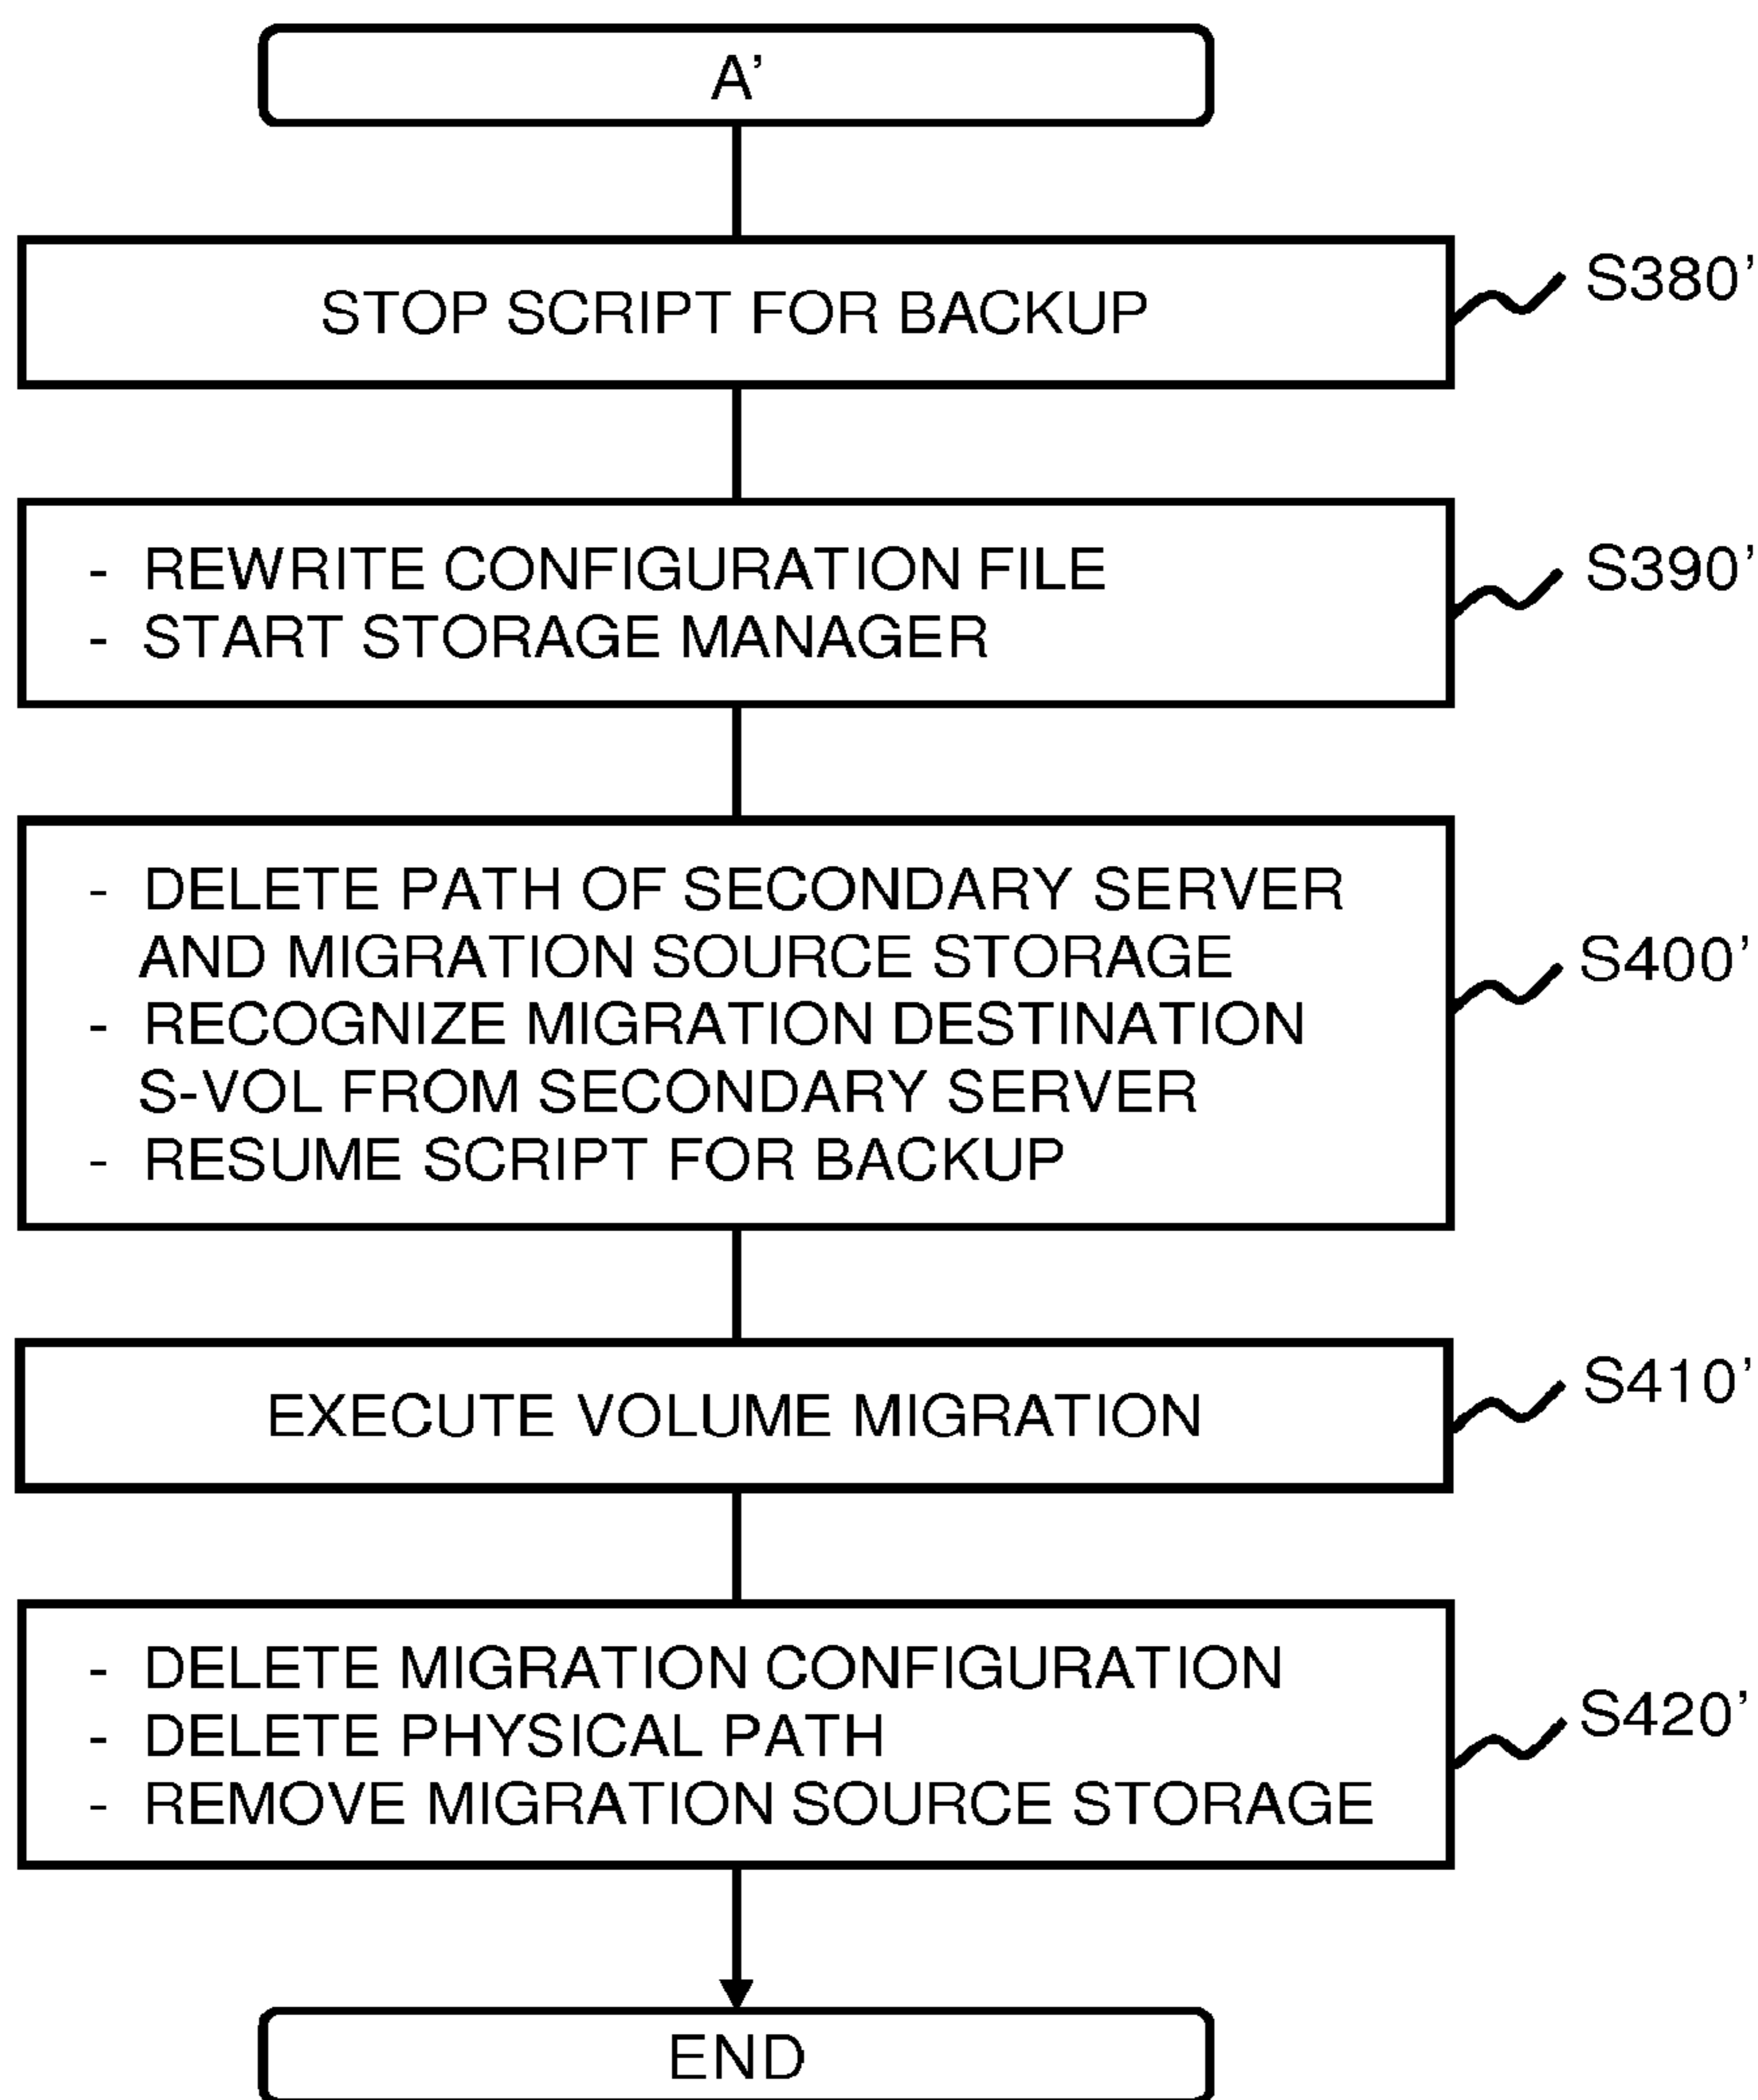 A'
STOP SCRIPT FOR BACKUP
S380'
- REWRITE CONFIGURATION FILE
- START STORAGE MANAGER
S390'
- DELETE PATH OF SECONDARY SERVER
AND MIGRATION SOURCE STORAGE
- RECOGNIZE MIGRATION DESTINATION
S-VOL FROM SECONDARY SERVER
- RESUME SCRIPT FOR BACKUP
S400'
EXECUTE VOLUME MIGRATION
S410'
- DELETE MIGRATION CONFIGURATION
- DELETE PHYSICAL PATH
- REMOVE MIGRATION SOURCE STORAGE
S420'
END